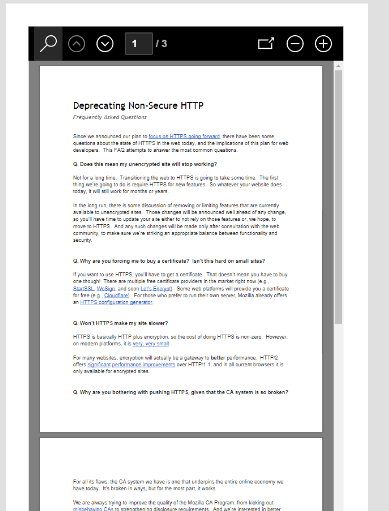 1 / 3
Deprecating Non-Secure HTTP
Frequently Asked Questions
Since we announced our plan to focus on HTTPS going forward, there have been some
questions about the state of HTTPS in the web today, and the implications of this plan for web
developers. This FAQ attempts to answer the most common questions.
Q. Does this mean my unencrypted site will stop working?
Not for a long time. Transitioning the web to HTTPS is going to take some time. The first
thing we're going to do is require HTTPS for new features. So whatever your website does
today, it will still work for months or years.
In the long run, there is some discussion of removing or limiting features that are currently
available to unencrypted sites. Those changes will be announced well ahead of any change,
so you'll have time to update your site either to not rely on those features or, we hope, to
move to HTTPS. And any such changes will be made only after consultation with the web
community, to make sure we're striking an appropriate balance between functionality and
security.
Q. Why are you forcing me to buy a certificate? Isn't this hard on small sites?
If you want to use HTTPS, you'll have to get a certificate. That doesn't mean you have to buy
one though! There are multiple free certificate providers in the market right now (e.g.,
StartSSL, WoSign, and soon Let's Encrypt). Some web platforms will provide you a certificate
for free (e.g., Cloudflare). For those who prefer to run their own server, Mozilla already offers
an HTTPS configuration generator.
Q. Won't HTTPS make my site slower?
HTTPS is basically HTTP plus encryption, so the cost of doing HTTPS is non-zero. However,
on modern platforms, it is very, very small.
For many websites, encryption will actually be a gateway to better performance. HTTP/2
offers significant performance improvements over HTTP/1.1, and in all current browsers it is
only available for encrypted sites.
Q. Why are you bothering with pushing HTTPS, given that the CA system is so broken?
For all its flaws, the CA system we have is one that underpins the entire online economy we
have today. It's broken in ways, but for the most part, it works.
We are always trying to improve the quality of the Mozilla CA Program, from kicking out
misbehaving CAs to strengthening disclosure requirements. And we're interested in better